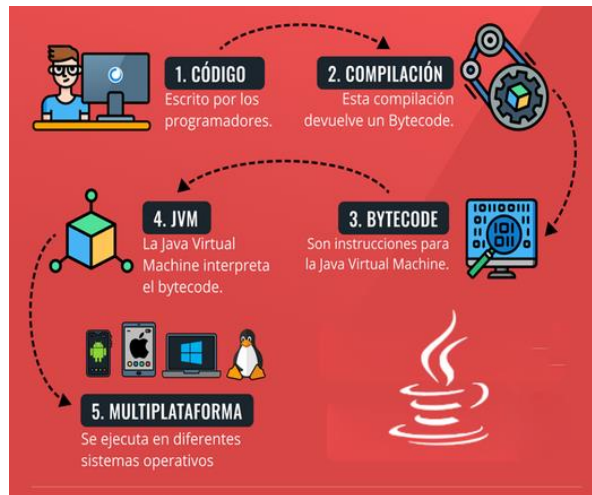 1. CÓDIGO
Escrito por los
programadores.
2. COMPILACIÓN
Esta compilación
devuelve un Bytecode.
3. BYTECODE
Son instrucciones para
la Java Virtual Machine.
4. JVM
La Java Virtual
Machine interpreta
el bytecode.
5. MULTIPLATAFORMA
Se ejecuta en diferentes
sistemas operativos